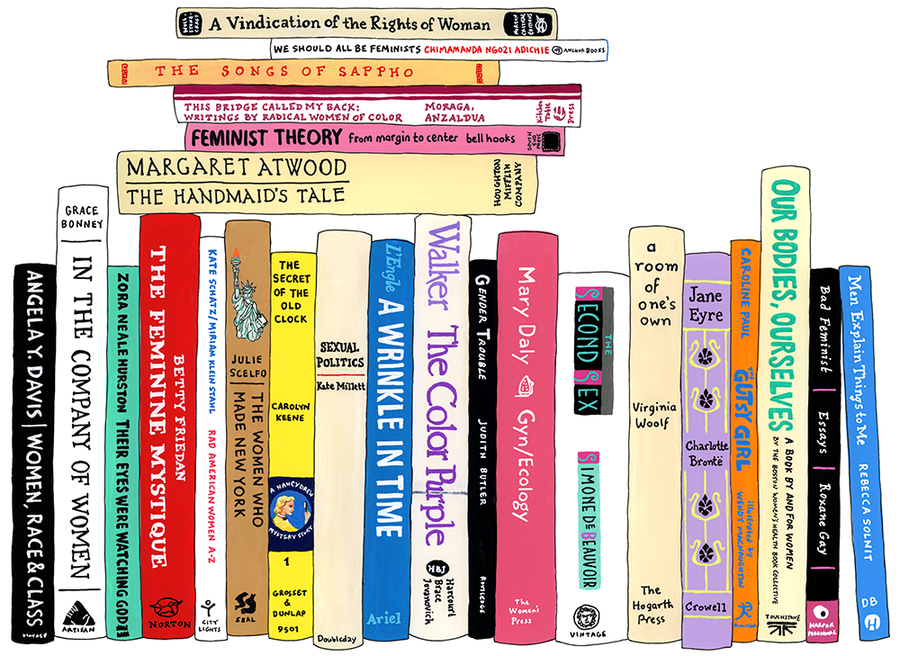 A Vindication of the Rights of Woman
WE SHOULD ALL BE FEMINISTS CHIMAMANDA NGOZI ADICHIE ANCHOR BOOKS
THE SONGS OF SAPPHO
THIS BRIDGE CALLED MY BACK:
WRITINGS BY RADICAL WOMEN OF COLOR
MORAGA,
ANZALDUA
Kitchen
Table
Press
FEMINIST THEORY from margin to center bell hooks
SOUTH
END
PRESS
MARGARET ATWOOD
THE HANDMAID'S TALE
HOUGHTON
MIFFLIN
COMPANY
ANGELA Y. DAVIS | WOMEN, RACE & CLASS
VINTAGE
GRACE
BONNEY
IN THE COMPANY OF WOMEN
ARTISAN
ZORA NEALE HURSTON THEIR EYES WERE WATCHING GOD
BETTY FRIEDAN
THE FEMININE MYSTIQUE
NORTON
KATE SCHATZ/MIRIAM KLEIN STAHL RAD AMERICAN WOMEN A-Z
CITY
LIGHTS
JULIE
SCELFO
THE WOMEN WHO
MADE NEW YORK
SEAL
THE
SECRET
OF THE
OLD
CLOCK
CAROLYN
KEENE
A NANCY DREW
MYSTERY STORY
1
GROSSET
&
DUNLAP
9501
SEXUAL
POLITICS
Kate Millett
Doubleday
L'Engle A WRINKLE IN TIME
Ariel
Walker The Color Purple
HBJ
Harcourt
Brace
Jovanovich
GENDER TROUBLE JUDITH BUTLER
ROUTLEDGE
Mary Daly Gyn/Ecology
The Women's
Press
THE
SECOND SEX
SIMONE DE BEAUVOIR
VINTAGE
a
room
of
one's
own
Virginia
Woolf
The
Hogarth
Press
Jane
Eyre
Charlotte
Brontë
Crowell
CAROLINE PAUL
THE GUTSY GIRL
Illustrated by
WENDY MACNAUGHTON
OUR BODIES, OURSELVES
A BOOK BY AND FOR WOMEN
BY THE BOSTON WOMEN'S HEALTH BOOK COLLECTIVE
TOUCHSTONE
Bad Feminist Essays Roxane Gay
HARPER
PERENNIAL
Men Explain Things to Me REBECCA SOLNIT
DB